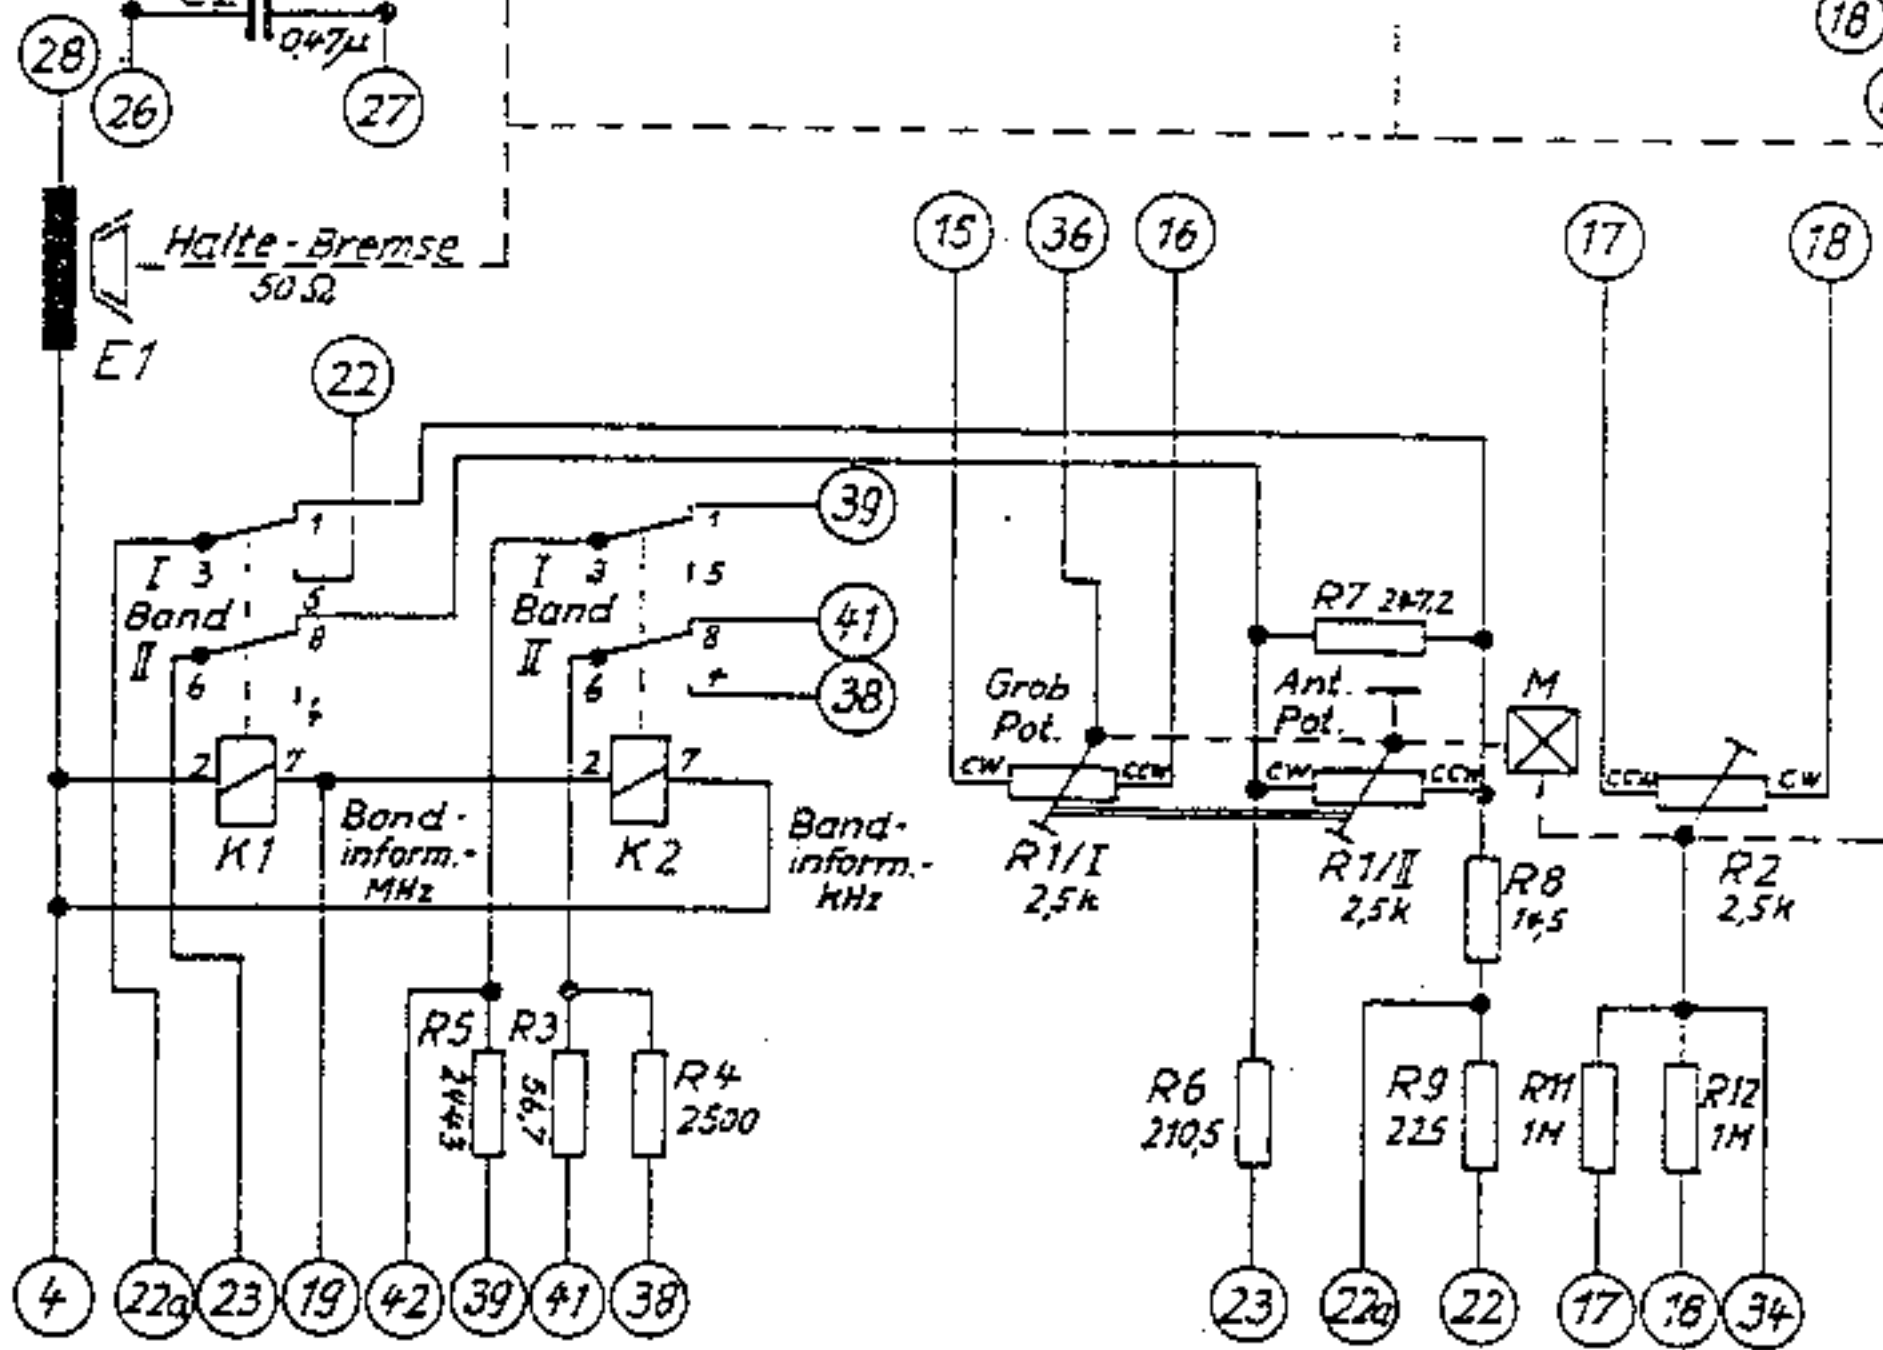 18
0,47µ
28
26
27
Halte-Bremse
50 Ω
E1
22
15
36
16
17
18
39
1
1
I 3
I 3
5
5
Band
Band
41
II
II
8
8
6
6
4
4
38
R7 247,2
Grob
Pot.
Ant.
Pot.
M
2
7
2
7
cw
ccw
cw
ccw
ccw
cw
K1
Band-
inform.-
MHz
K2
Band-
inform.-
kHz
R1/I
2,5k
R1/II
2,5k
R8
14,5
R2
2,5k
R5
2443
R3
56,7
R4
2500
R6
210,5
R9
225
R11
1M
R12
1M
4
22a
23
19
42
39
41
38
23
22a
22
17
18
34